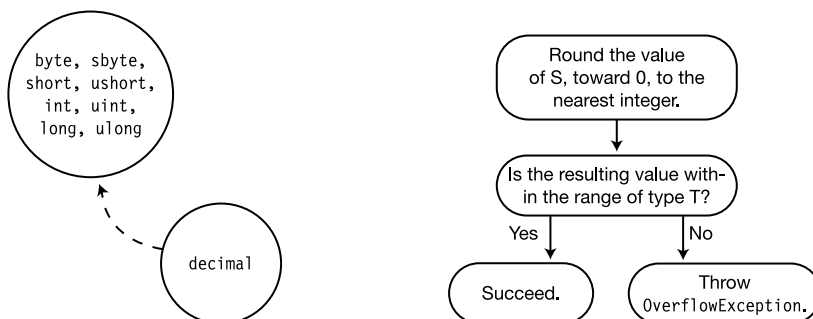 byte, sbyte,
short, ushort,
int, uint,
long, ulong
decimal
Round the value
of S, toward 0, to the
nearest integer.
Is the resulting value with-
in the range of type T?
Yes
No
Succeed.
Throw
OverflowException.